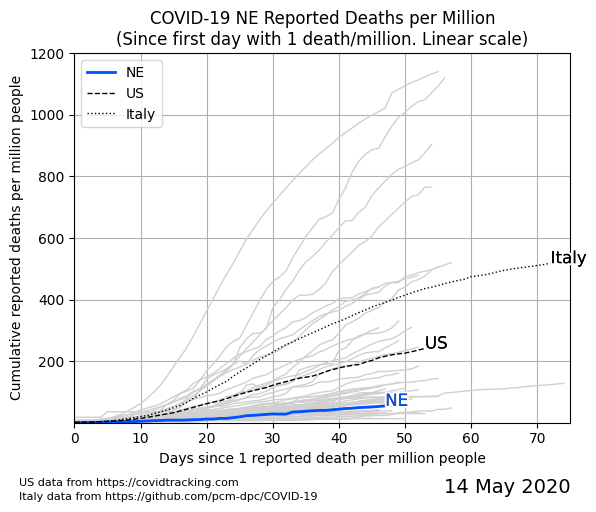 COVID-19 NE Reported Deaths per Million
(Since first day with 1 death/million. Linear scale)
Cumulative reported deaths per million people
1200
1000
800
600
400
200
NE
US
Italy
Italy
US
NE
0 10 20 30 40 50 60 70
Days since 1 reported death per million people
US data from https://covidtracking.com
Italy data from https://github.com/pcm-dpc/COVID-19
14 May 2020